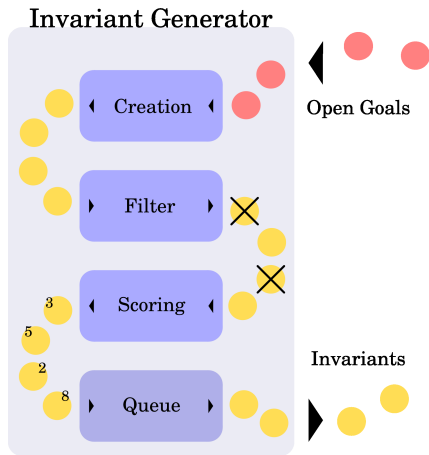 Invariant Generator
Open Goals
Creation
Filter
3
Scoring
5
2
Invariants
8
Queue